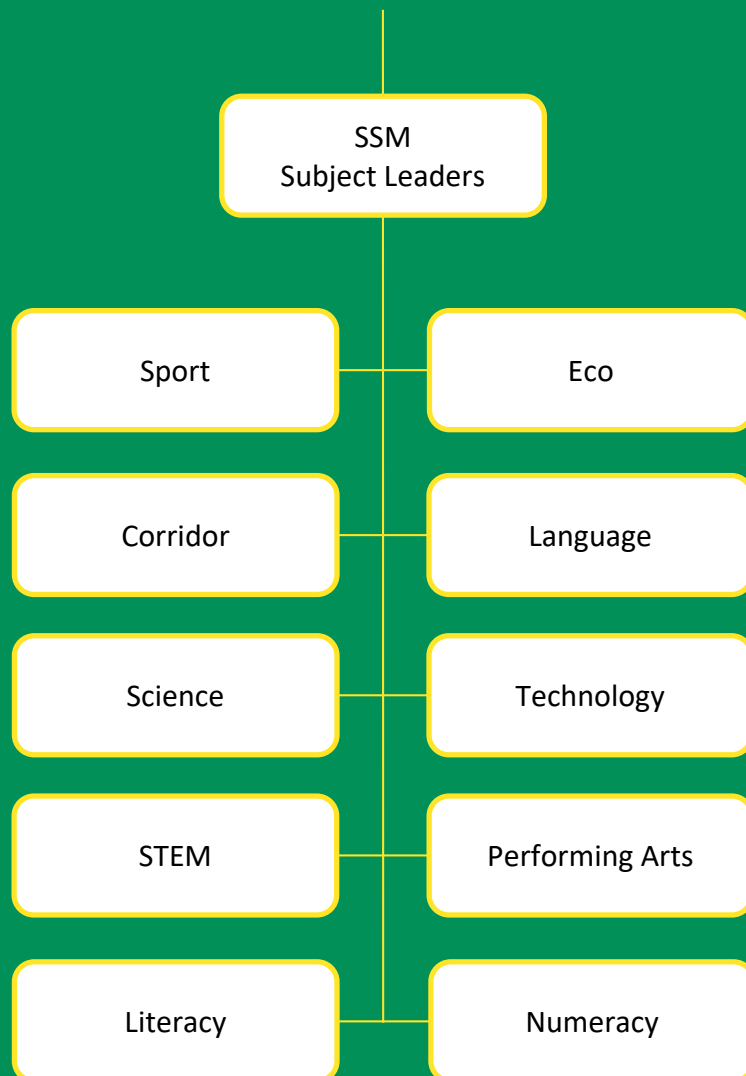 SSM
Subject Leaders
Sport
Eco
Corridor
Language
Science
Technology
STEM
Performing Arts
Literacy
Numeracy